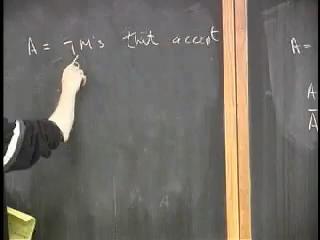 A = TM's that accept
A =
A
A̅